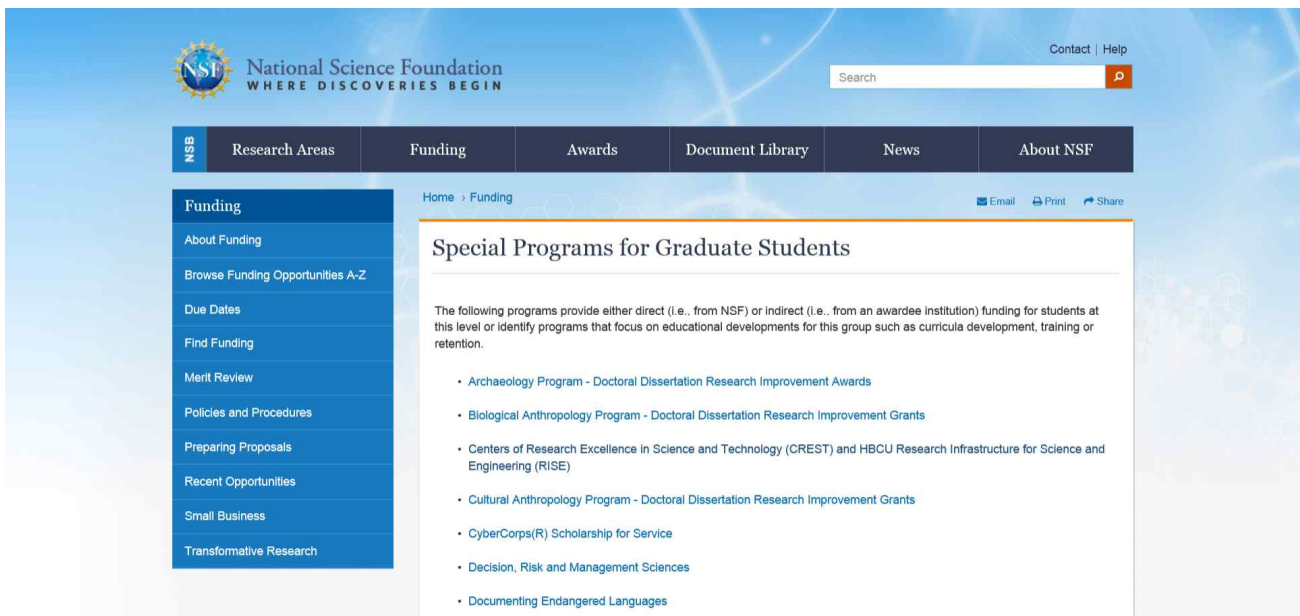 NSF
National Science Foundation
WHERE DISCOVERIES BEGIN
Contact | Help
Search
NSB
Research Areas
Funding
Awards
Document Library
News
About NSF
Funding
About Funding
Browse Funding Opportunities A-Z
Due Dates
Find Funding
Merit Review
Policies and Procedures
Preparing Proposals
Recent Opportunities
Small Business
Transformative Research
Home › Funding
Email Print Share
Special Programs for Graduate Students
The following programs provide either direct (i.e.. from NSF) or indirect (i.e.. from an awardee institution) funding for students at
this level or identify programs that focus on educational developments for this group such as curricula development, training or
retention.
• Archaeology Program - Doctoral Dissertation Research Improvement Awards
• Biological Anthropology Program - Doctoral Dissertation Research Improvement Grants
• Centers of Research Excellence in Science and Technology (CREST) and HBCU Research Infrastructure for Science and
Engineering (RISE)
• Cultural Anthropology Program - Doctoral Dissertation Research Improvement Grants
• CyberCorps(R) Scholarship for Service
• Decision, Risk and Management Sciences
• Documenting Endangered Languages